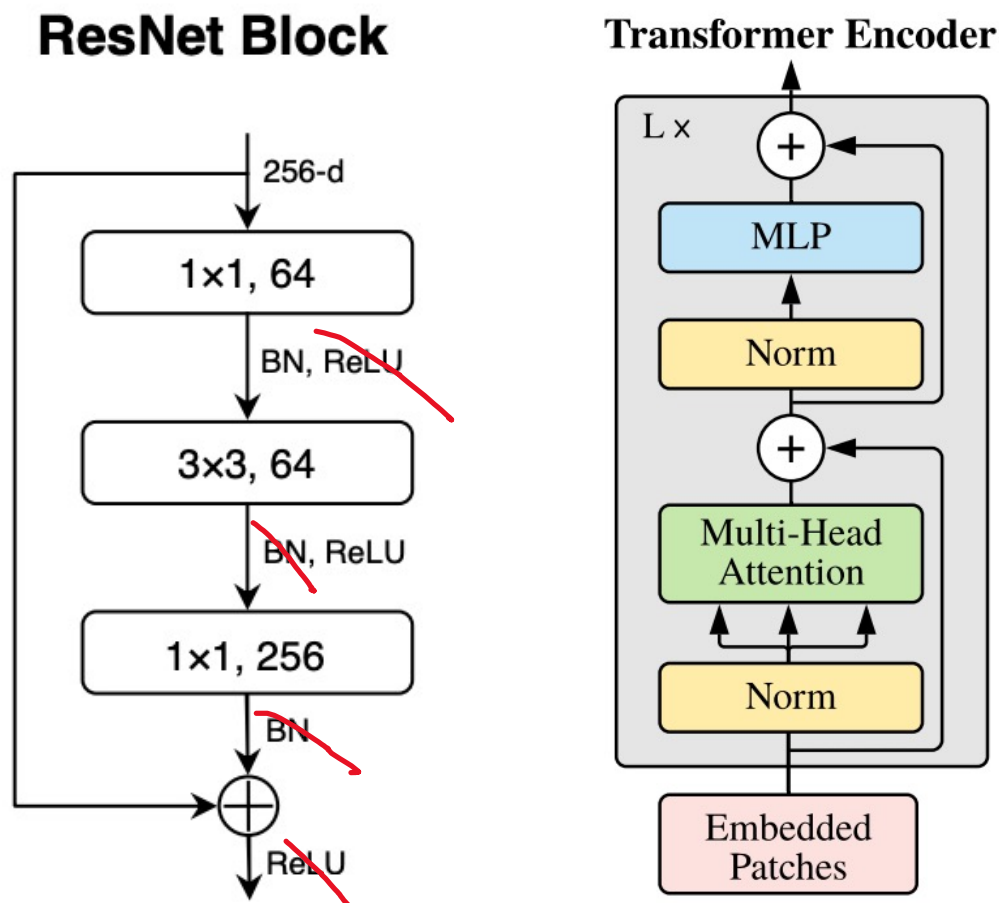 ResNet Block
256-d
1×1, 64
BN, ReLU
3×3, 64
BN, ReLU
1×1, 256
BN
ReLU
Transformer Encoder
L ×
+
MLP
Norm
+
Multi-Head
Attention
Norm
Embedded
Patches